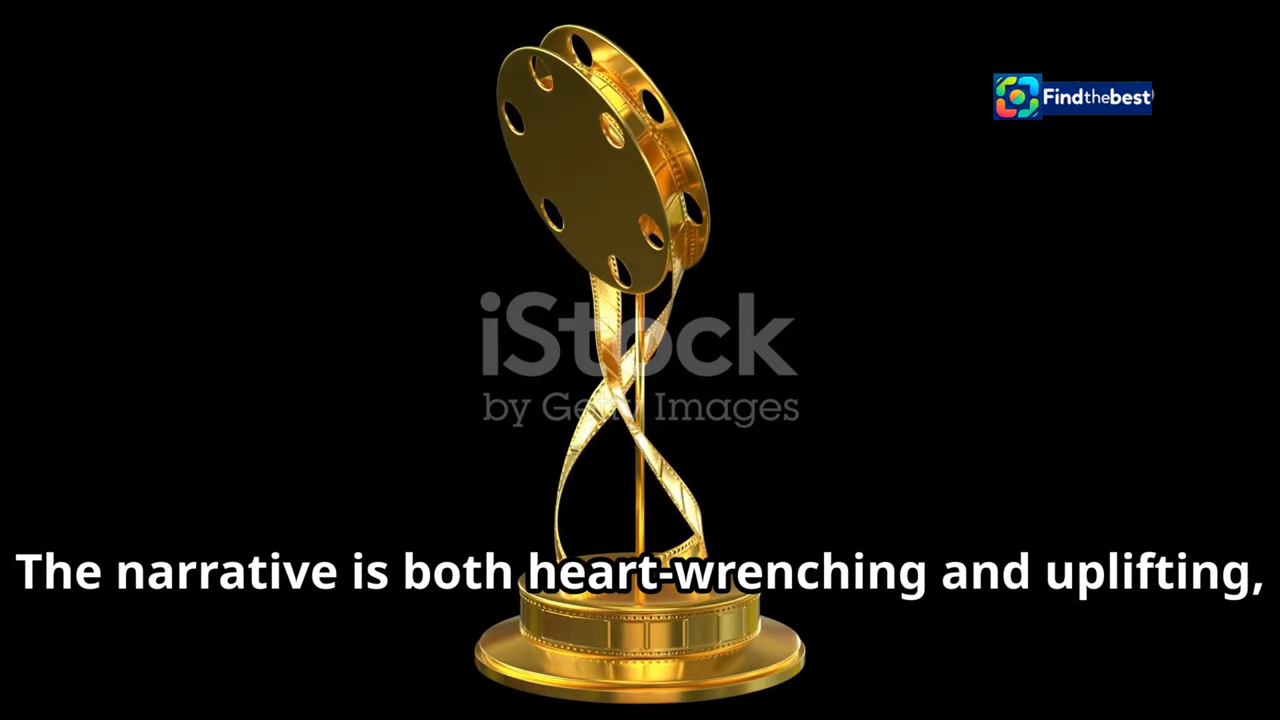 Findthebest
iStock
by Getty Images
The narrative is both heart-wrenching and uplifting,